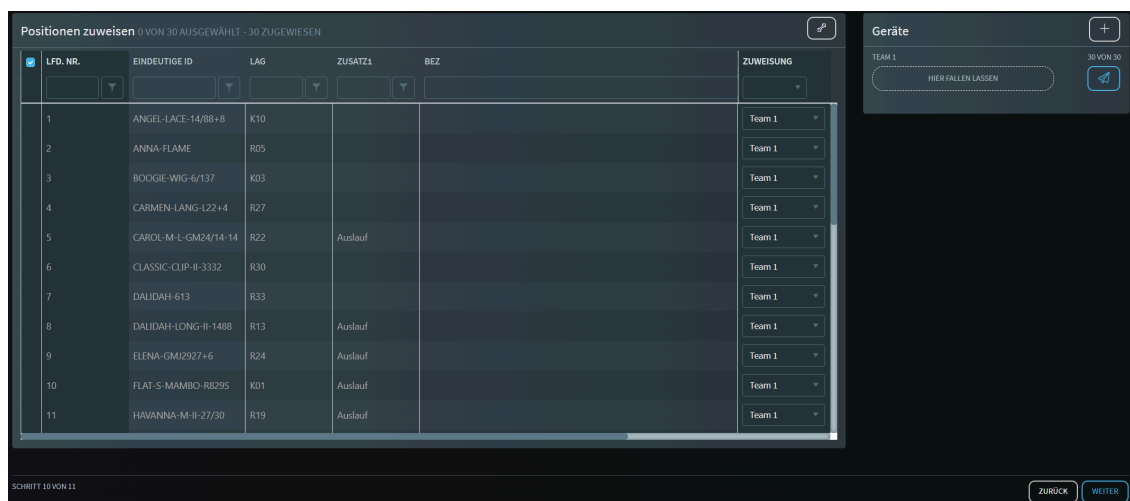 Positionen zuweisen 0 VON 30 AUSGEWÄHLT - 30 ZUGEWIESEN
LFD. NR. EINDEUTIGE ID LAG ZUSATZ1 BEZ ZUWEISUNG
1 ANGEL-LACE-14/88+8 K10 Team 1
2 ANNA-FLAME R05 Team 1
3 BOOGIE-WIG-6/137 K03 Team 1
4 CARMEN-LANG-L22+4 R27 Team 1
5 CAROL-M-L-GM24/14-14 R22 Auslauf Team 1
6 CLASSIC-CLIP-II-3332 R30 Team 1
7 DALIDAH-613 R33 Team 1
8 DALIDAH-LONG-II-1488 R13 Auslauf Team 1
9 ELENA-GMJ2927+6 R24 Auslauf Team 1
10 FLAT-S-MAMBO-R829S K01 Auslauf Team 1
11 HAVANNA-M-II-27/30 R19 Auslauf Team 1
Geräte
TEAM 1 30 VON 30
HIER FALLEN LASSEN
SCHRITT 10 VON 11
ZURÜCK WEITER